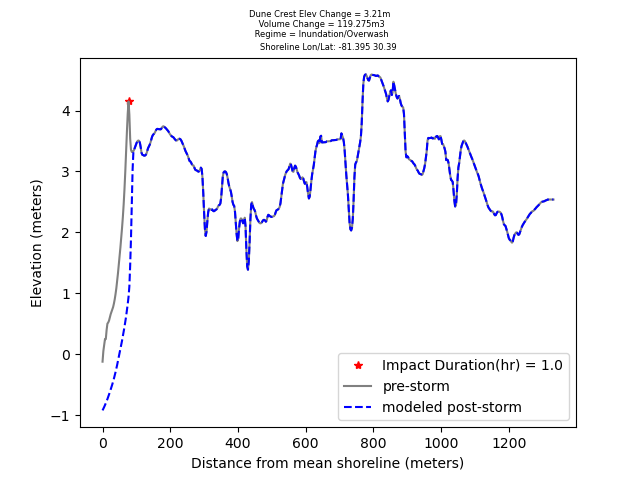 Dune Crest Elev Change = 3.21m
Volume Change = 119.275m3
Regime = Inundation/Overwash
Shoreline Lon/Lat: -81.395 30.39
4
3
2
1
0
−1
Elevation (meters)
Impact Duration(hr) = 1.0
pre-storm
modeled post-storm
0 200 400 600 800 1000 1200
Distance from mean shoreline (meters)